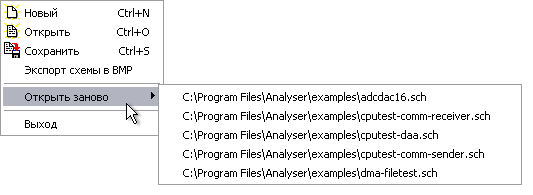 Новый Ctrl+N
Открыть Ctrl+O
Сохранить Ctrl+S
Экспорт схемы в BMP
Открыть заново
C:\Program Files\Analyser\examples\adcdac16.sch
C:\Program Files\Analyser\examples\cputest-comm-receiver.sch
C:\Program Files\Analyser\examples\cputest-daa.sch
C:\Program Files\Analyser\examples\cputest-comm-sender.sch
C:\Program Files\Analyser\examples\dma-filetest.sch
Выход